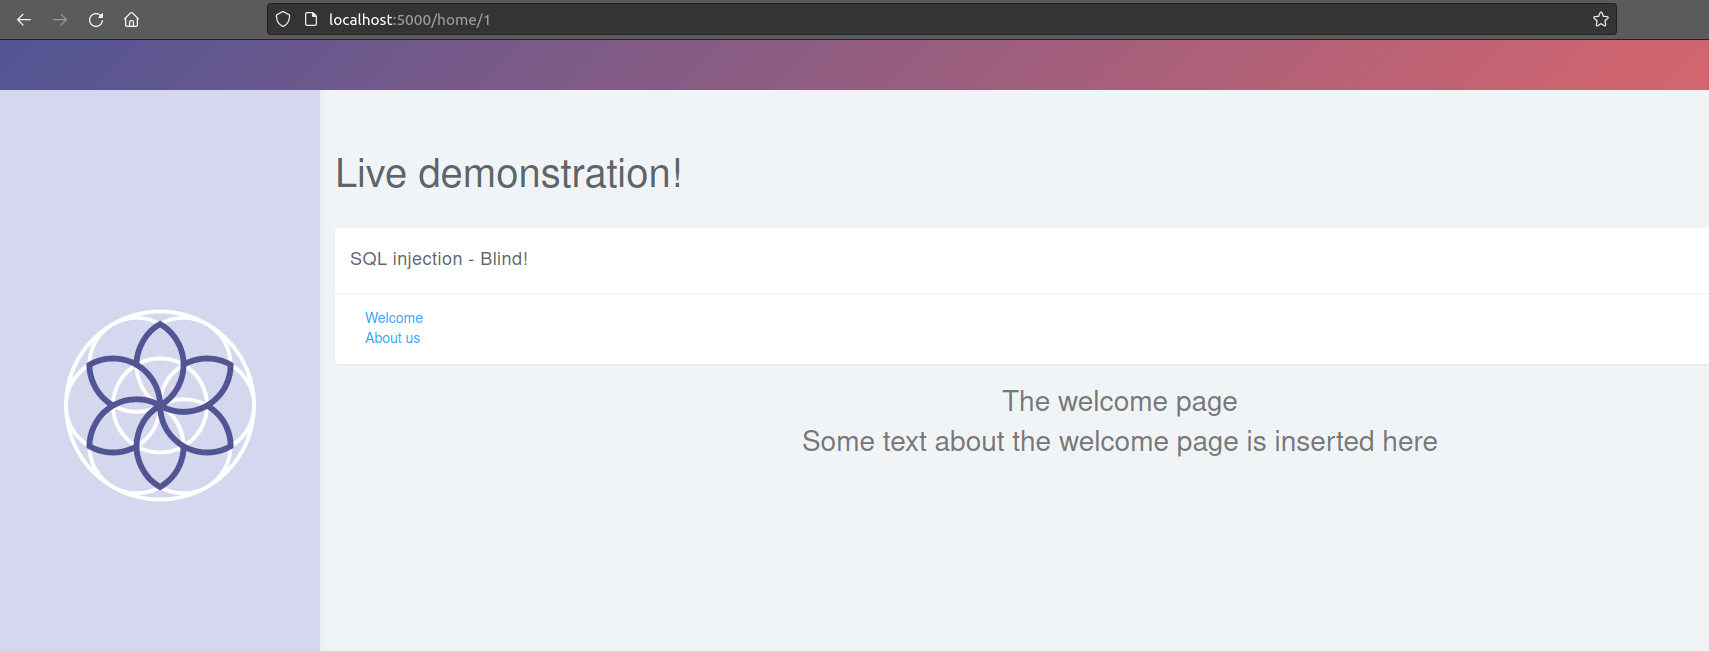 localhost:5000/home/1
Live demonstration!
SQL injection - Blind!
Welcome
About us
The welcome page
Some text about the welcome page is inserted here